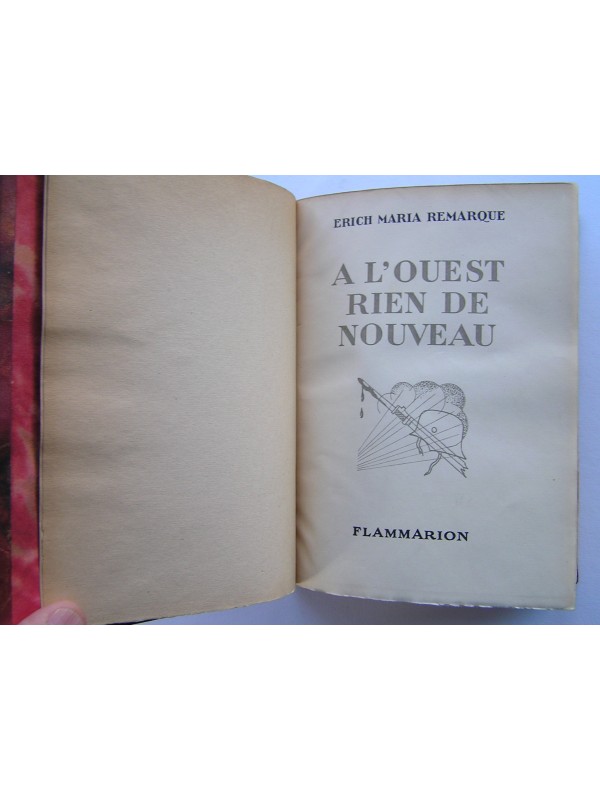 ERICH MARIA REMARQUE
A L'OUEST
RIEN DE
NOUVEAU
FLAMMARION